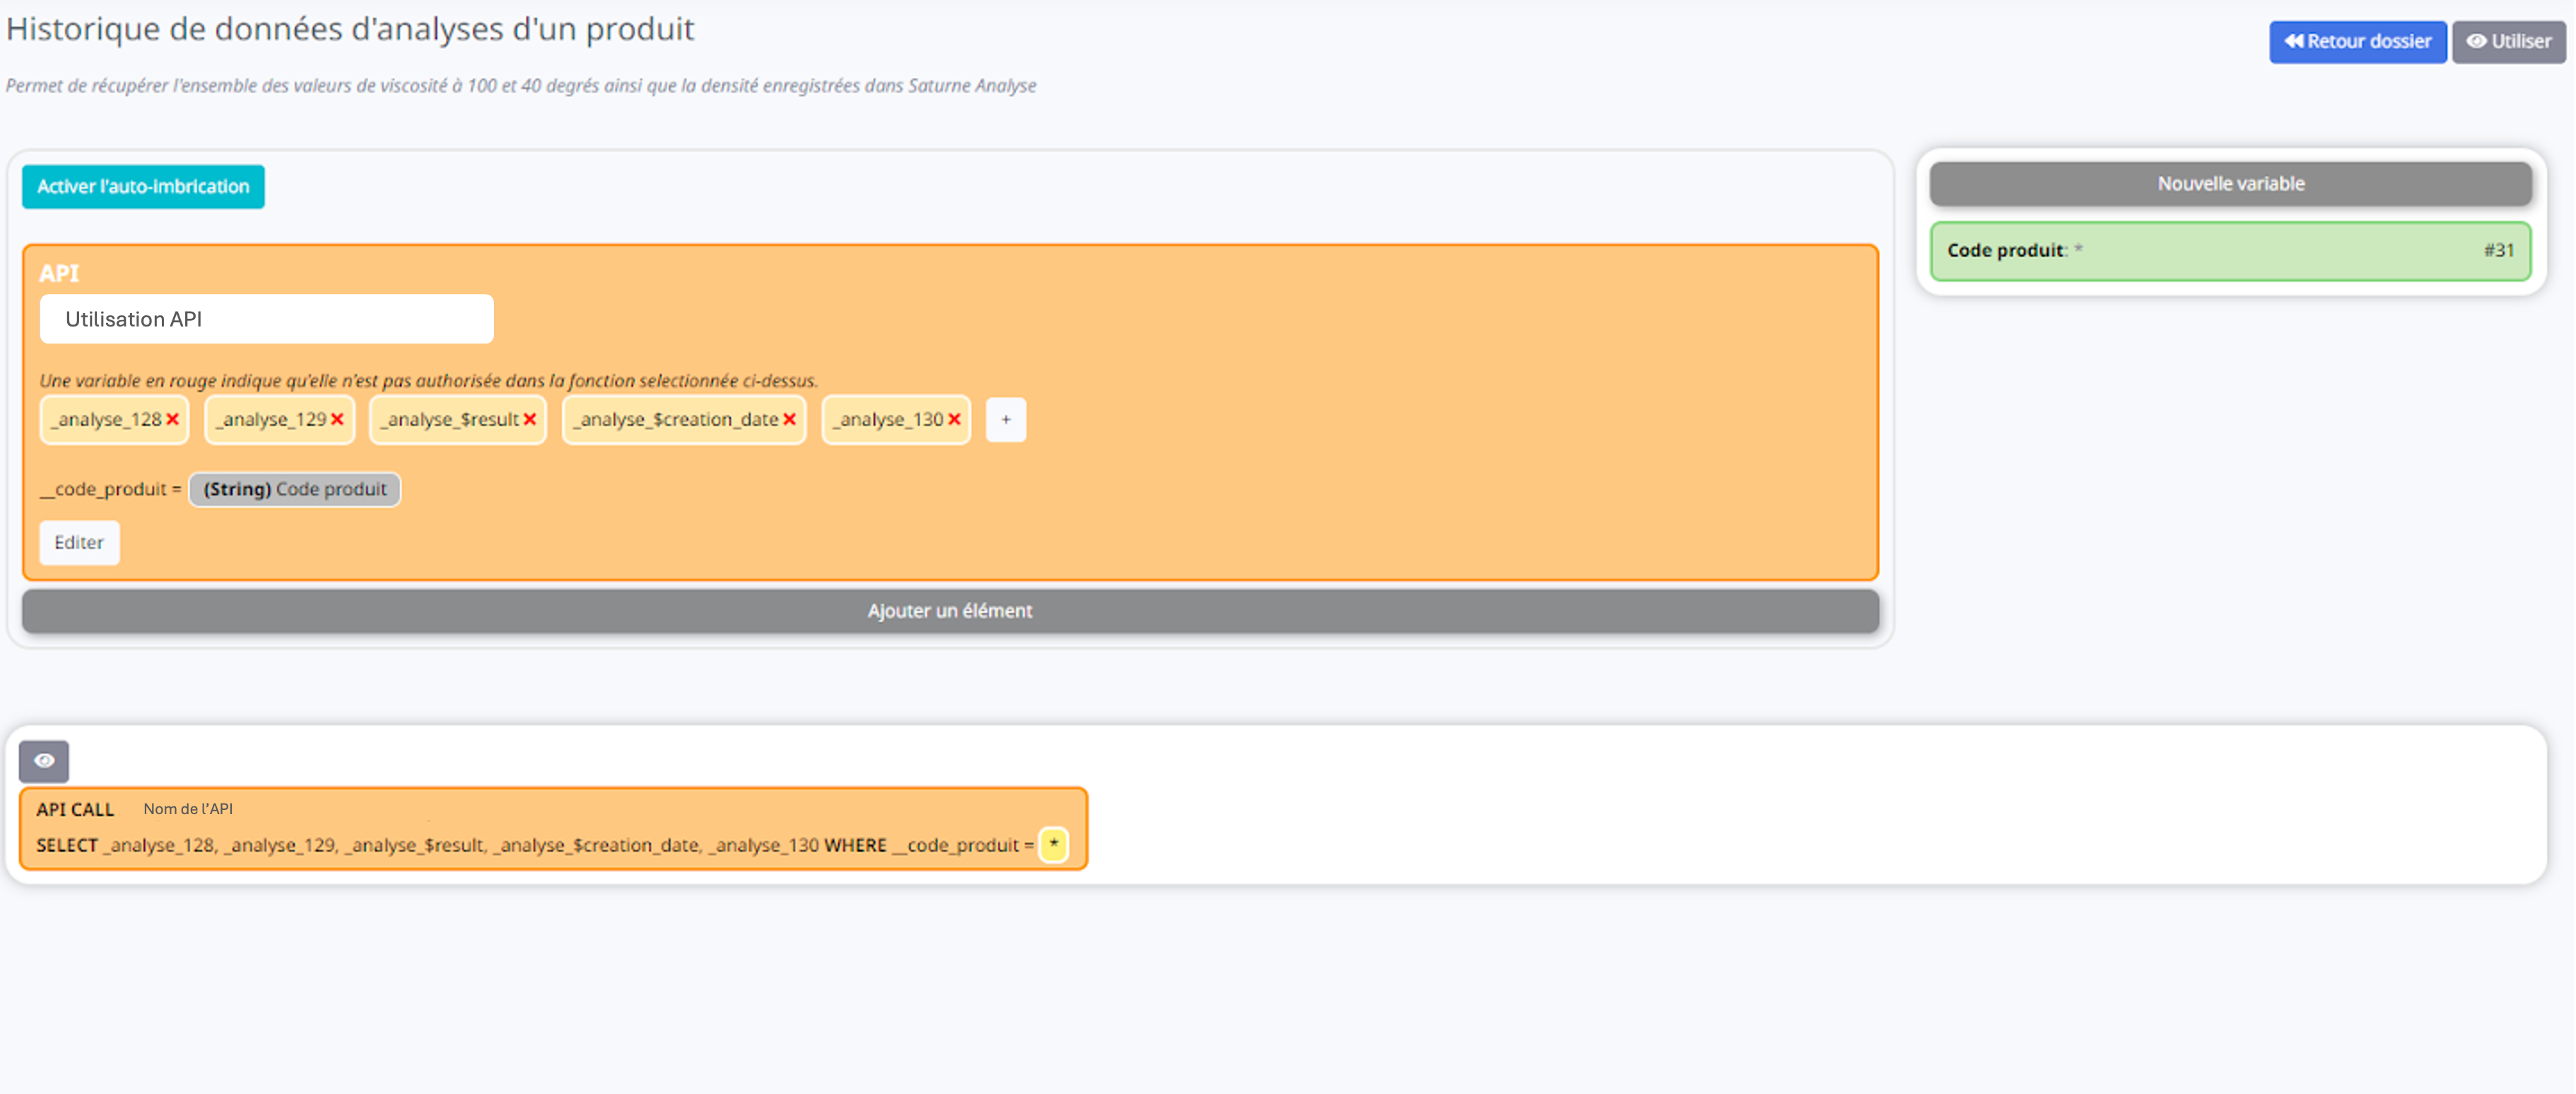 Historique de données d'analyses d'un produit
Retour dossier
Utiliser
Permet de récupérer l'ensemble des valeurs de viscosité à 100 et 40 degrés ainsi que la densité enregistrées dans Saturne Analyse
Activer l'auto-imbrication
Nouvelle variable
Code produit: * #31
API
Utilisation API
Une variable en rouge indique qu'elle n'est pas authorisée dans la fonction selectionnée ci-dessus.
_analyse_128 ✕ _analyse_129 ✕ _analyse_$result ✕ _analyse_$creation_date ✕ _analyse_130 ✕ +
__code_produit = (String) Code produit
Editer
Ajouter un élément
API CALL Nom de l'API
SELECT _analyse_128, _analyse_129, _analyse_$result, _analyse_$creation_date, _analyse_130 WHERE __code_produit = *